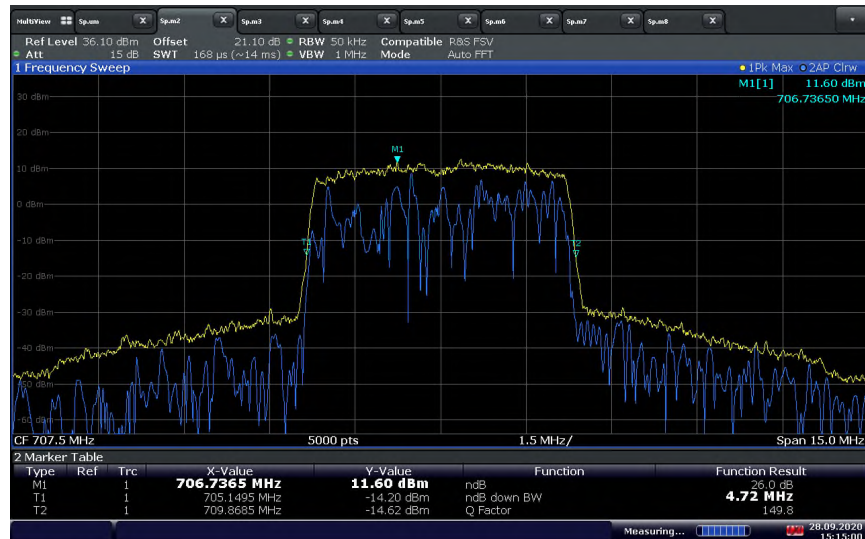 MultiView Sp.um X Sp.m2 X Sp.m3 X Sp.m4 X Sp.m5 X Sp.m6 X Sp.m7 X Sp.m8 X
Ref Level 36.10 dBm Offset 21.10 dB RBW 50 kHz Compatible R&S FSV
Att 15 dB SWT 168 µs (~14 ms) VBW 1 MHz Mode Auto FFT
1 Frequency Sweep 1Pk Max 2AP Clrw
M1[1] 11.60 dBm
706.73650 MHz
30 dBm
20 dBm
M1
10 dBm
0 dBm
-10 dBm
T1 T2
-20 dBm
-30 dBm
-40 dBm
-50 dBm
-60 dBm
CF 707.5 MHz 5000 pts 1.5 MHz/ Span 15.0 MHz
2 Marker Table
Type Ref Trc X-Value Y-Value Function Function Result
M1 1 706.7365 MHz 11.60 dBm ndB 26.0 dB
T1 1 705.1495 MHz -14.20 dBm ndB down BW 4.72 MHz
T2 1 709.8685 MHz -14.62 dBm Q Factor 149.8
Measuring... 28.09.2020
15:15:00